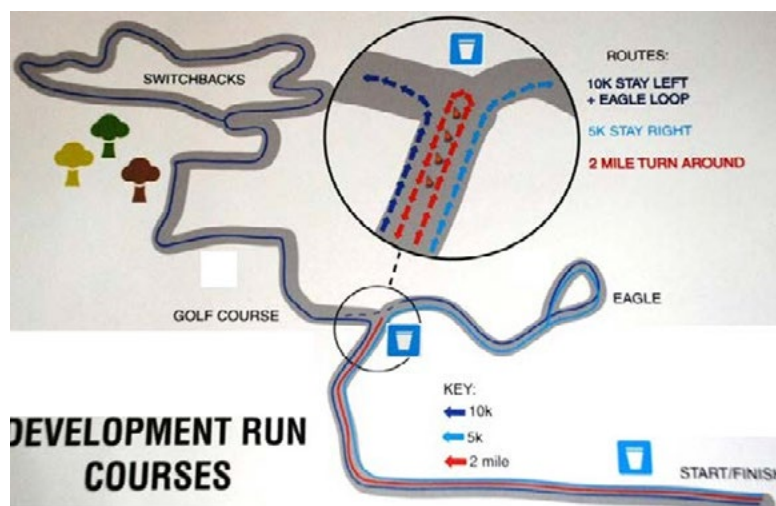 SWITCHBACKS
ROUTES:
10K STAY LEFT
+ EAGLE LOOP
5K STAY RIGHT
2 MILE TURN AROUND
GOLF COURSE
EAGLE
KEY:
10k
5k
2 mile
DEVELOPMENT RUN
COURSES
START/FINISH